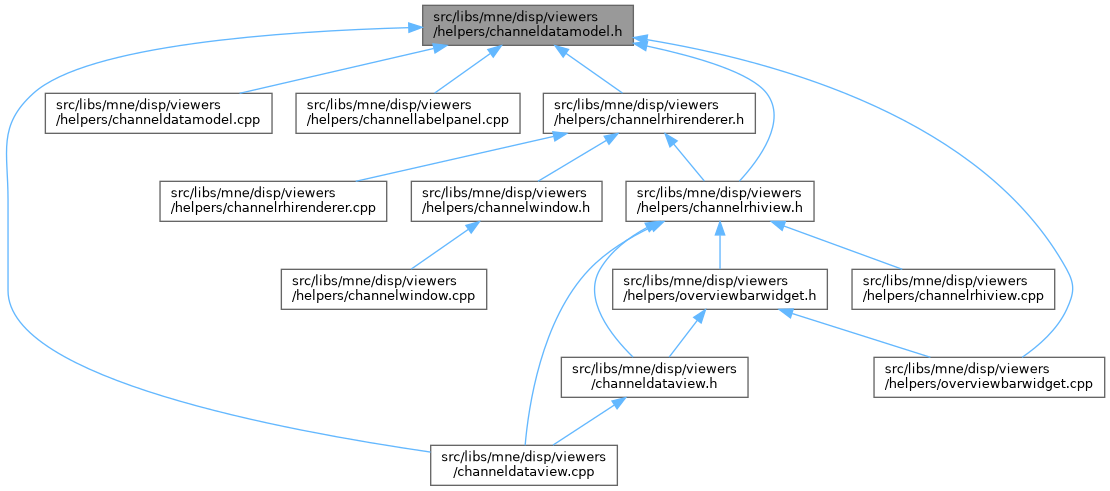 src/libs/mne/disp/viewers
/helpers/channeldatamodel.h
src/libs/mne/disp/viewers
/helpers/channeldatamodel.cpp
src/libs/mne/disp/viewers
/helpers/channellabelpanel.cpp
src/libs/mne/disp/viewers
/helpers/channelrhirenderer.h
src/libs/mne/disp/viewers
/helpers/channelrhirenderer.cpp
src/libs/mne/disp/viewers
/helpers/channelwindow.h
src/libs/mne/disp/viewers
/helpers/channelrhiview.h
src/libs/mne/disp/viewers
/helpers/channelwindow.cpp
src/libs/mne/disp/viewers
/helpers/overviewbarwidget.h
src/libs/mne/disp/viewers
/helpers/channelrhiview.cpp
src/libs/mne/disp/viewers
/channeldataview.h
src/libs/mne/disp/viewers
/helpers/overviewbarwidget.cpp
src/libs/mne/disp/viewers
/channeldataview.cpp